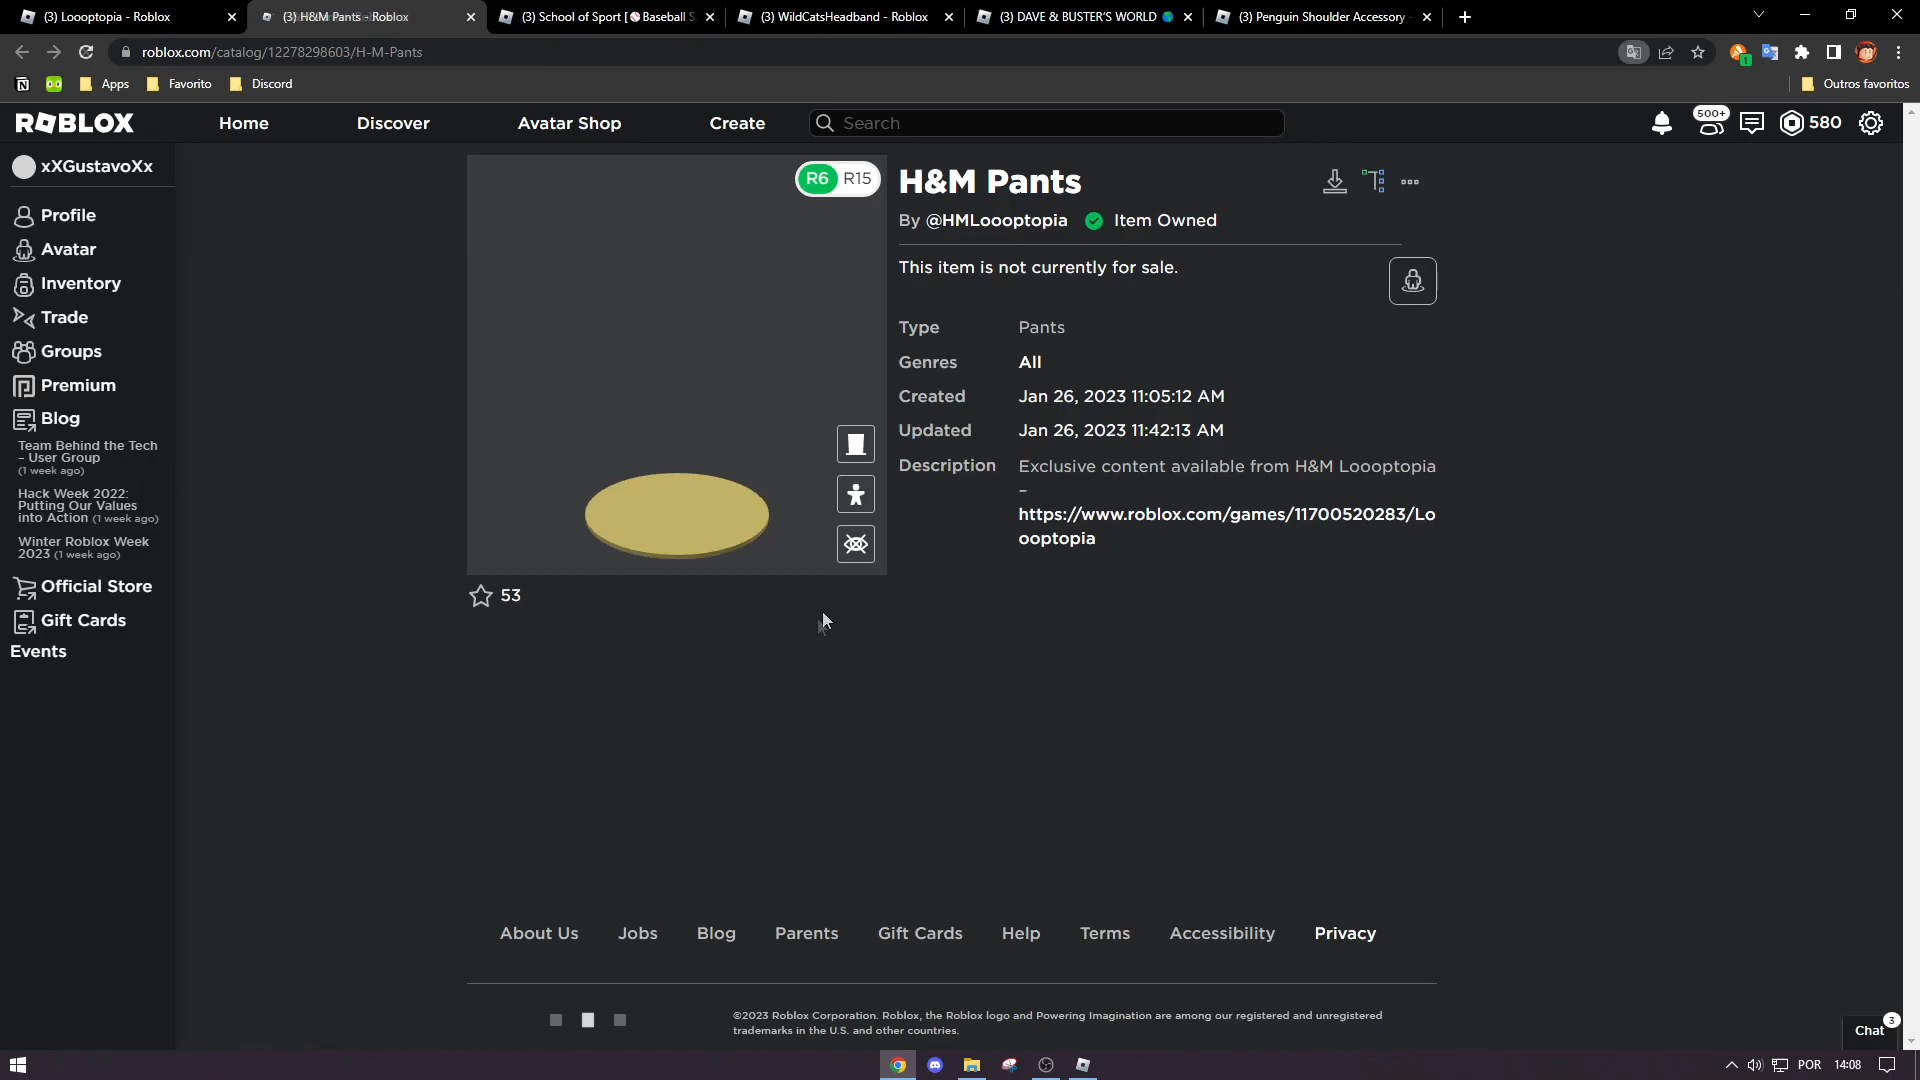 (3) Loooptopia - Roblox
(3) H&M Pants - Roblox
(3) School of Sport [⚾Baseball S
(3) WildCatsHeadband - Roblox
(3) DAVE & BUSTER'S WORLD
(3) Penguin Shoulder Accessory -
roblox.com/catalog/12278298603/H-M-Pants
1
Apps
Favorito
Discord
Outros favoritos
ROBLOX
Home
Discover
Avatar Shop
Create
Search
500+
580
xXGustavoXx
Profile
Avatar
Inventory
Trade
Groups
Premium
Blog
Team Behind the Tech
– User Group
(1 week ago)
Hack Week 2022:
Putting Our Values
into Action (1 week ago)
Winter Roblox Week
2023 (1 week ago)
Official Store
Gift Cards
Events
R6 R15
53
H&M Pants
By @HMLoooptopia Item Owned
This item is not currently for sale.
Type Pants
Genres All
Created Jan 26, 2023 11:05:12 AM
Updated Jan 26, 2023 11:42:13 AM
Description Exclusive content available from H&M Loooptopia
–
https://www.roblox.com/games/11700520283/Lo
ooptopia
About Us Jobs Blog Parents Gift Cards Help Terms Accessibility Privacy
©2023 Roblox Corporation. Roblox, the Roblox logo and Powering Imagination are among our registered and unregistered
trademarks in the U.S. and other countries.
Chat
3
POR
14:08